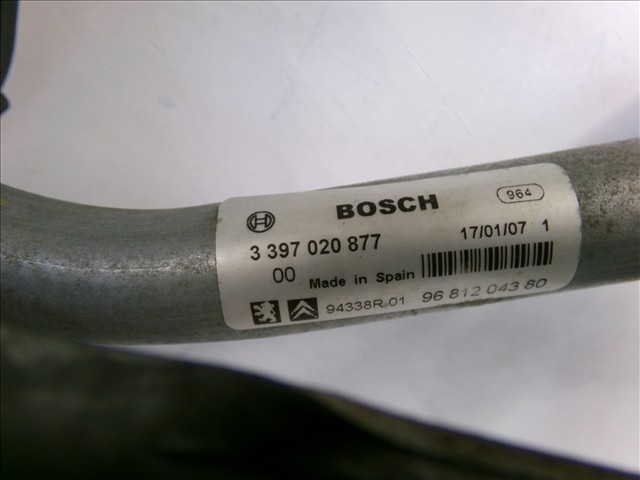 BOSCH
964
3 397 020 877
17/01/07 1
00 Made in Spain
94338R-01
96 812 043 80